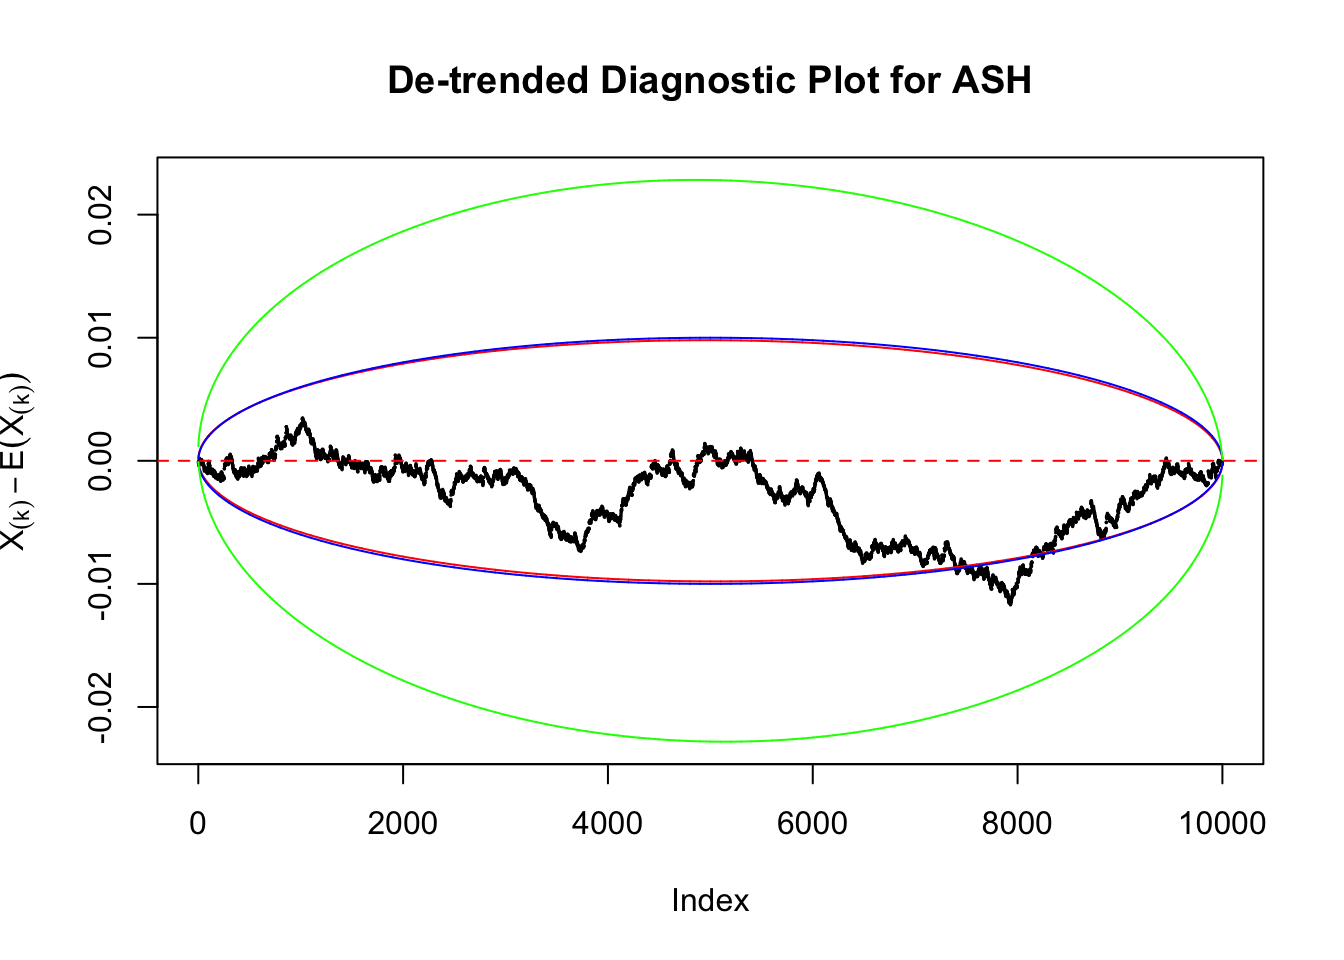 De-trended Diagnostic Plot for ASH
X(k) − E(X(k))
0.02
0.01
0.00
-0.01
-0.02
0 2000 4000 6000 8000 10000
Index